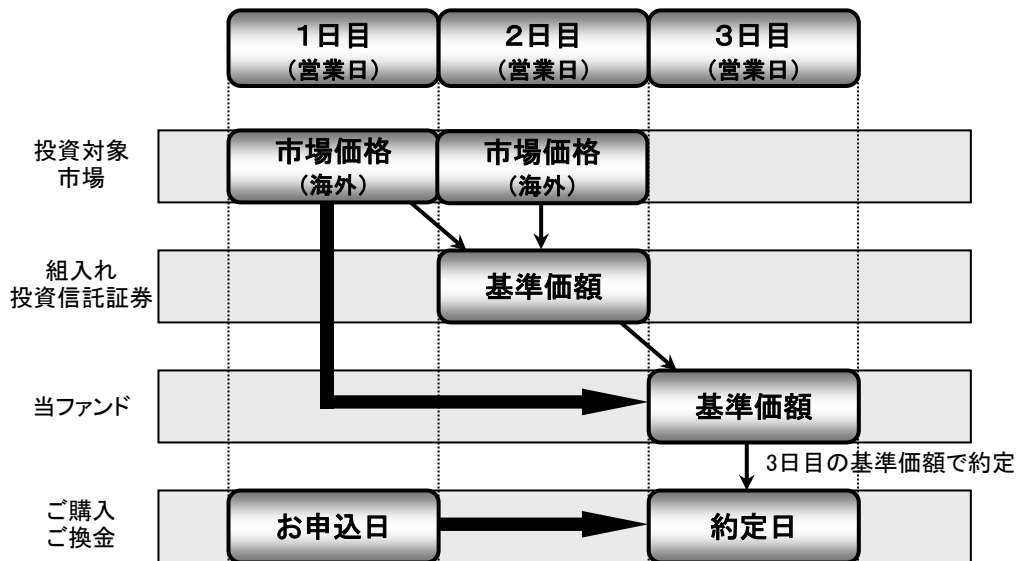 1日目
（営業日）
2日目
（営業日）
3日目
（営業日）
投資対象
市場
市場価格
（海外）
市場価格
（海外）
組入れ
投資信託証券
基準価額
当ファンド
基準価額
3日目の基準価額で約定
ご購入
ご換金
お申込日
約定日